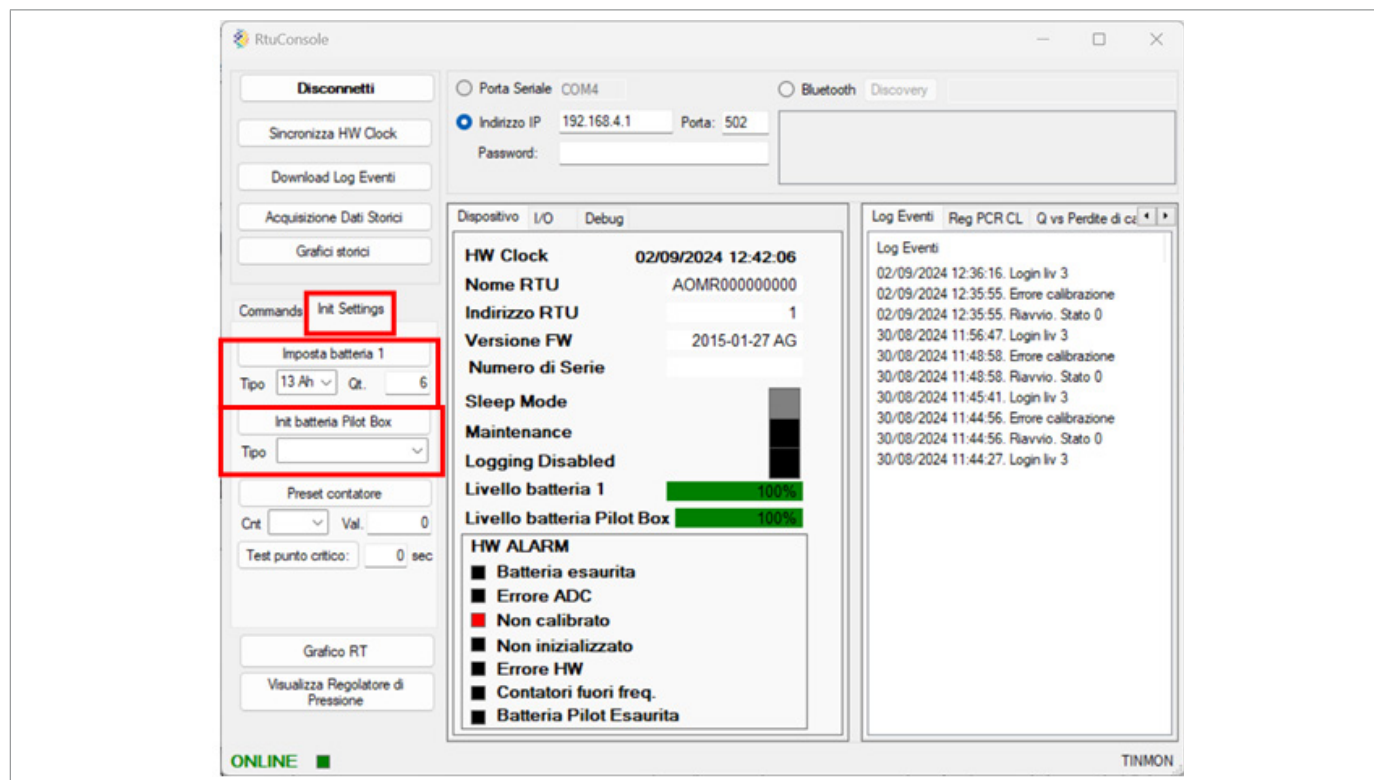 RtuConsole
Disconnetti
Sincronizza HW Clock
Download Log Eventi
Acquisizione Dati Storici
Grafici storici
Porta Seriale COM4
Bluetooth Discovery
Indirizzo IP 192.168.4.1 Porta: 502
Password:
Commands Init Settings
Imposta batteria 1
Tipo 13 Ah Qt. 6
Init batteria Pilot Box
Tipo
Preset contatore
Cnt Val. 0
Test punto critico: 0 sec
Grafico RT
Visualizza Regolatore di
Pressione
Dispositivo I/O Debug
HW Clock 02/09/2024 12:42:06
Nome RTU AOMR000000000
Indirizzo RTU 1
Versione FW 2015-01-27 AG
Numero di Serie
Sleep Mode
Maintenance
Logging Disabled
Livello batteria 1 100%
Livello batteria Pilot Box 100%
HW ALARM
Batteria esaurita
Errore ADC
Non calibrato
Non inizializzato
Errore HW
Contatori fuori freq.
Batteria Pilot Esaurita
Log Eventi Reg PCR CL Q vs Perdite di ca
Log Eventi
02/09/2024 12:36:16. Login liv 3
02/09/2024 12:35:55. Errore calibrazione
02/09/2024 12:35:55. Riavvio. Stato 0
30/08/2024 11:56:47. Login liv 3
30/08/2024 11:48:58. Errore calibrazione
30/08/2024 11:48:58. Riavvio. Stato 0
30/08/2024 11:45:41. Login liv 3
30/08/2024 11:44:56. Errore calibrazione
30/08/2024 11:44:56. Riavvio. Stato 0
30/08/2024 11:44:27. Login liv 3
ONLINE
TINMON